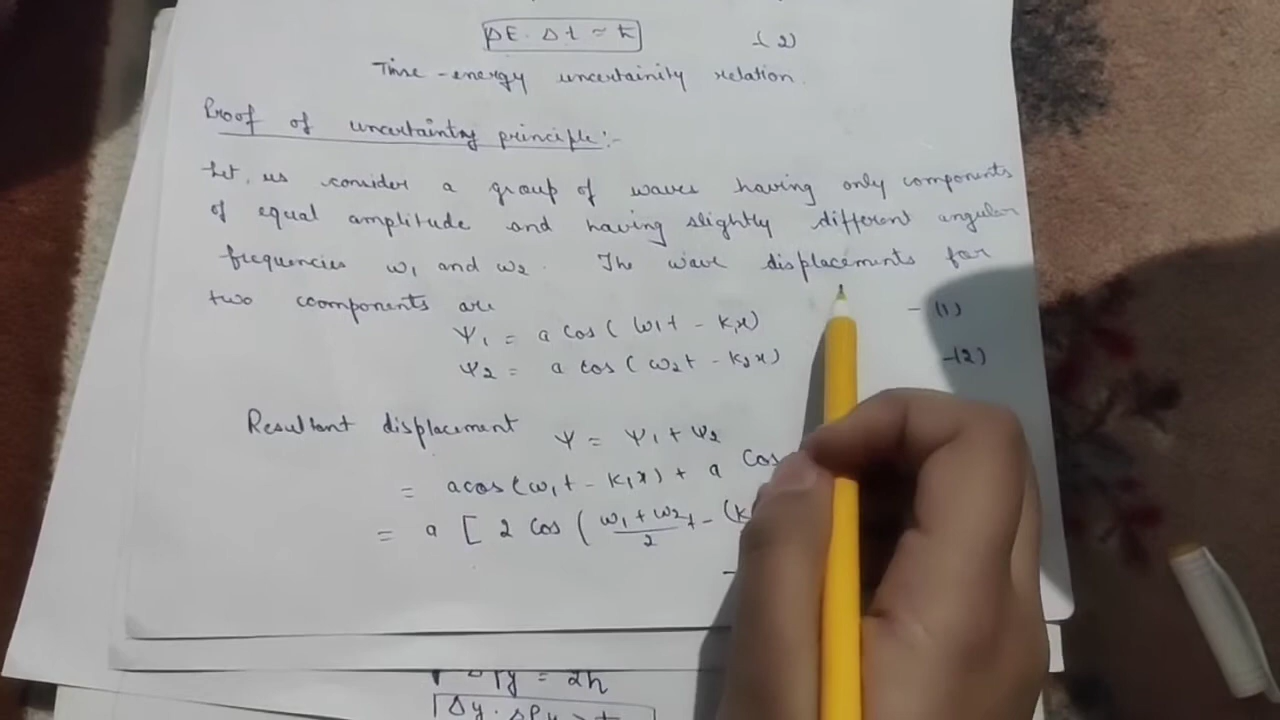 ΔE. Δt ≈ ℏ -(2)
Time-energy uncertainity relation.
Proof of uncertainty principle:-
Let, us consider a group of waves having only components
of equal amplitude and having slightly different angular
frequencies ω1 and ω2. The wave displacements for
two components are
Ψ1 = a cos(ω1t - k1x) -(1)
Ψ2 = a cos(ω2t - k2x) -(2)
Resultant displacement Ψ = Ψ1 + Ψ2
= a cos(ω1t - k1x) + a cos
= a [ 2 cos ( (ω1 + ω2)/2 t - (k
ΔPy = 2h